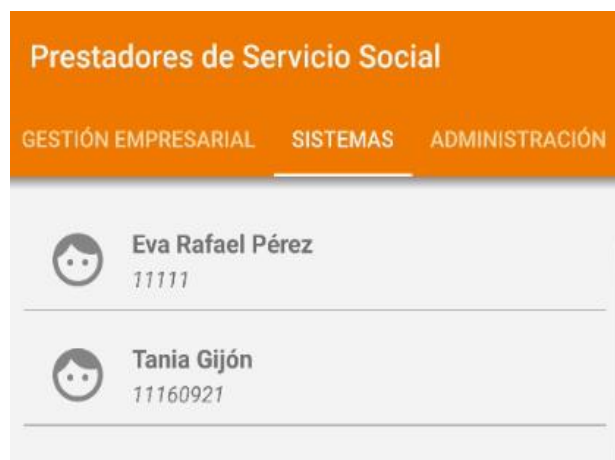 Prestadores de Servicio Social
GESTIÓN EMPRESARIAL SISTEMAS ADMINISTRACIÓN
Eva Rafael Pérez
11111
Tania Gijón
11160921